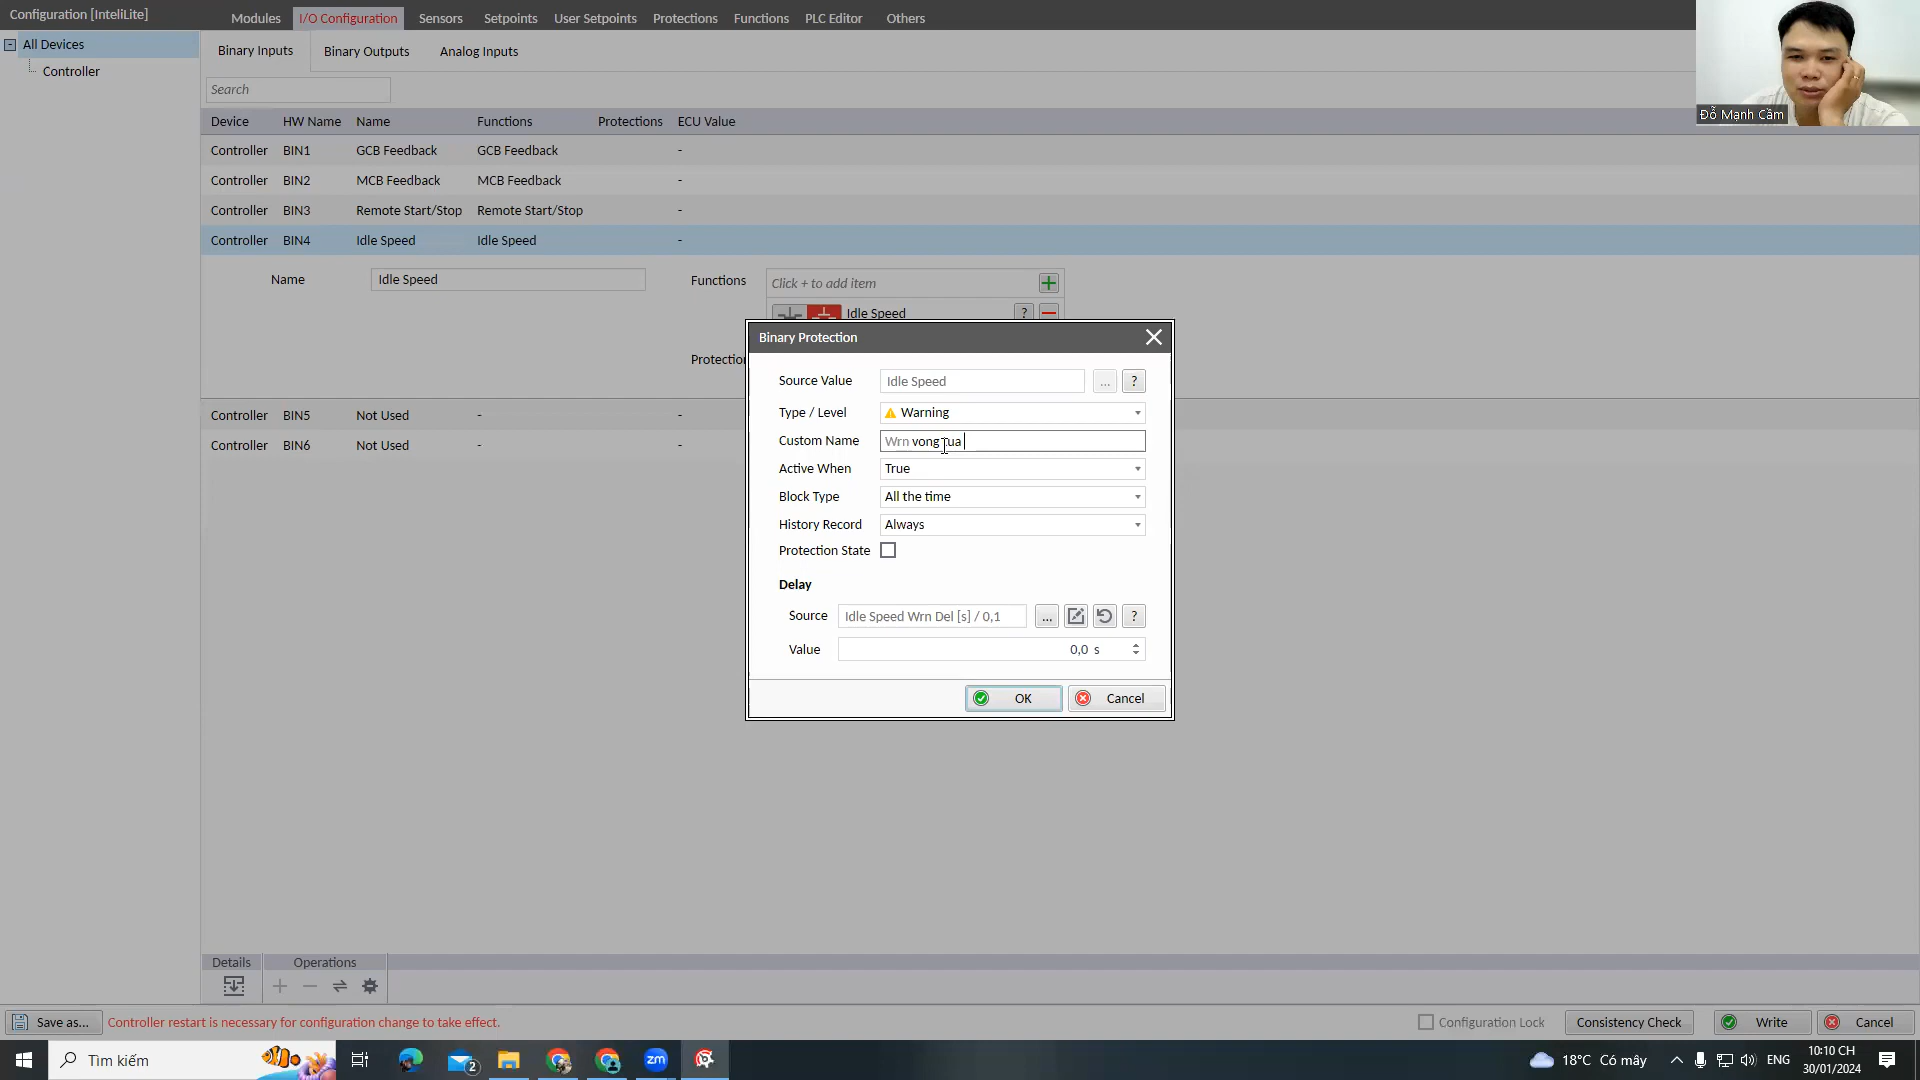 Configuration [InteliLite]
Modules
I/O Configuration
Sensors
Setpoints
User Setpoints
Protections
Functions
PLC Editor
Others
All Devices
Controller
Binary Inputs
Binary Outputs
Analog Inputs
Search
Device HW Name Name Functions Protections ECU Value
Controller BIN1 GCB Feedback GCB Feedback -
Controller BIN2 MCB Feedback MCB Feedback -
Controller BIN3 Remote Start/Stop Remote Start/Stop -
Controller BIN4 Idle Speed Idle Speed -
Name Idle Speed
Functions Click + to add item
Idle Speed ?
Controller BIN5 Not Used - -
Controller BIN6 Not Used - -
Binary Protection
Source Value Idle Speed ... ?
Type / Level Warning
Custom Name Wrn vong tua
Active When True
Block Type All the time
History Record Always
Protection State
Delay
Source Idle Speed Wrn Del [s] / 0,1 ... ?
Value 0,0 s
OK
Cancel
Details
Operations
Save as...
Controller restart is necessary for configuration change to take effect.
Configuration Lock
Consistency Check
Write
Cancel
Tìm kiếm
2
zm
18°C Có mây
ENG
10:10 CH
30/01/2024
Đỗ Mạnh Cầm